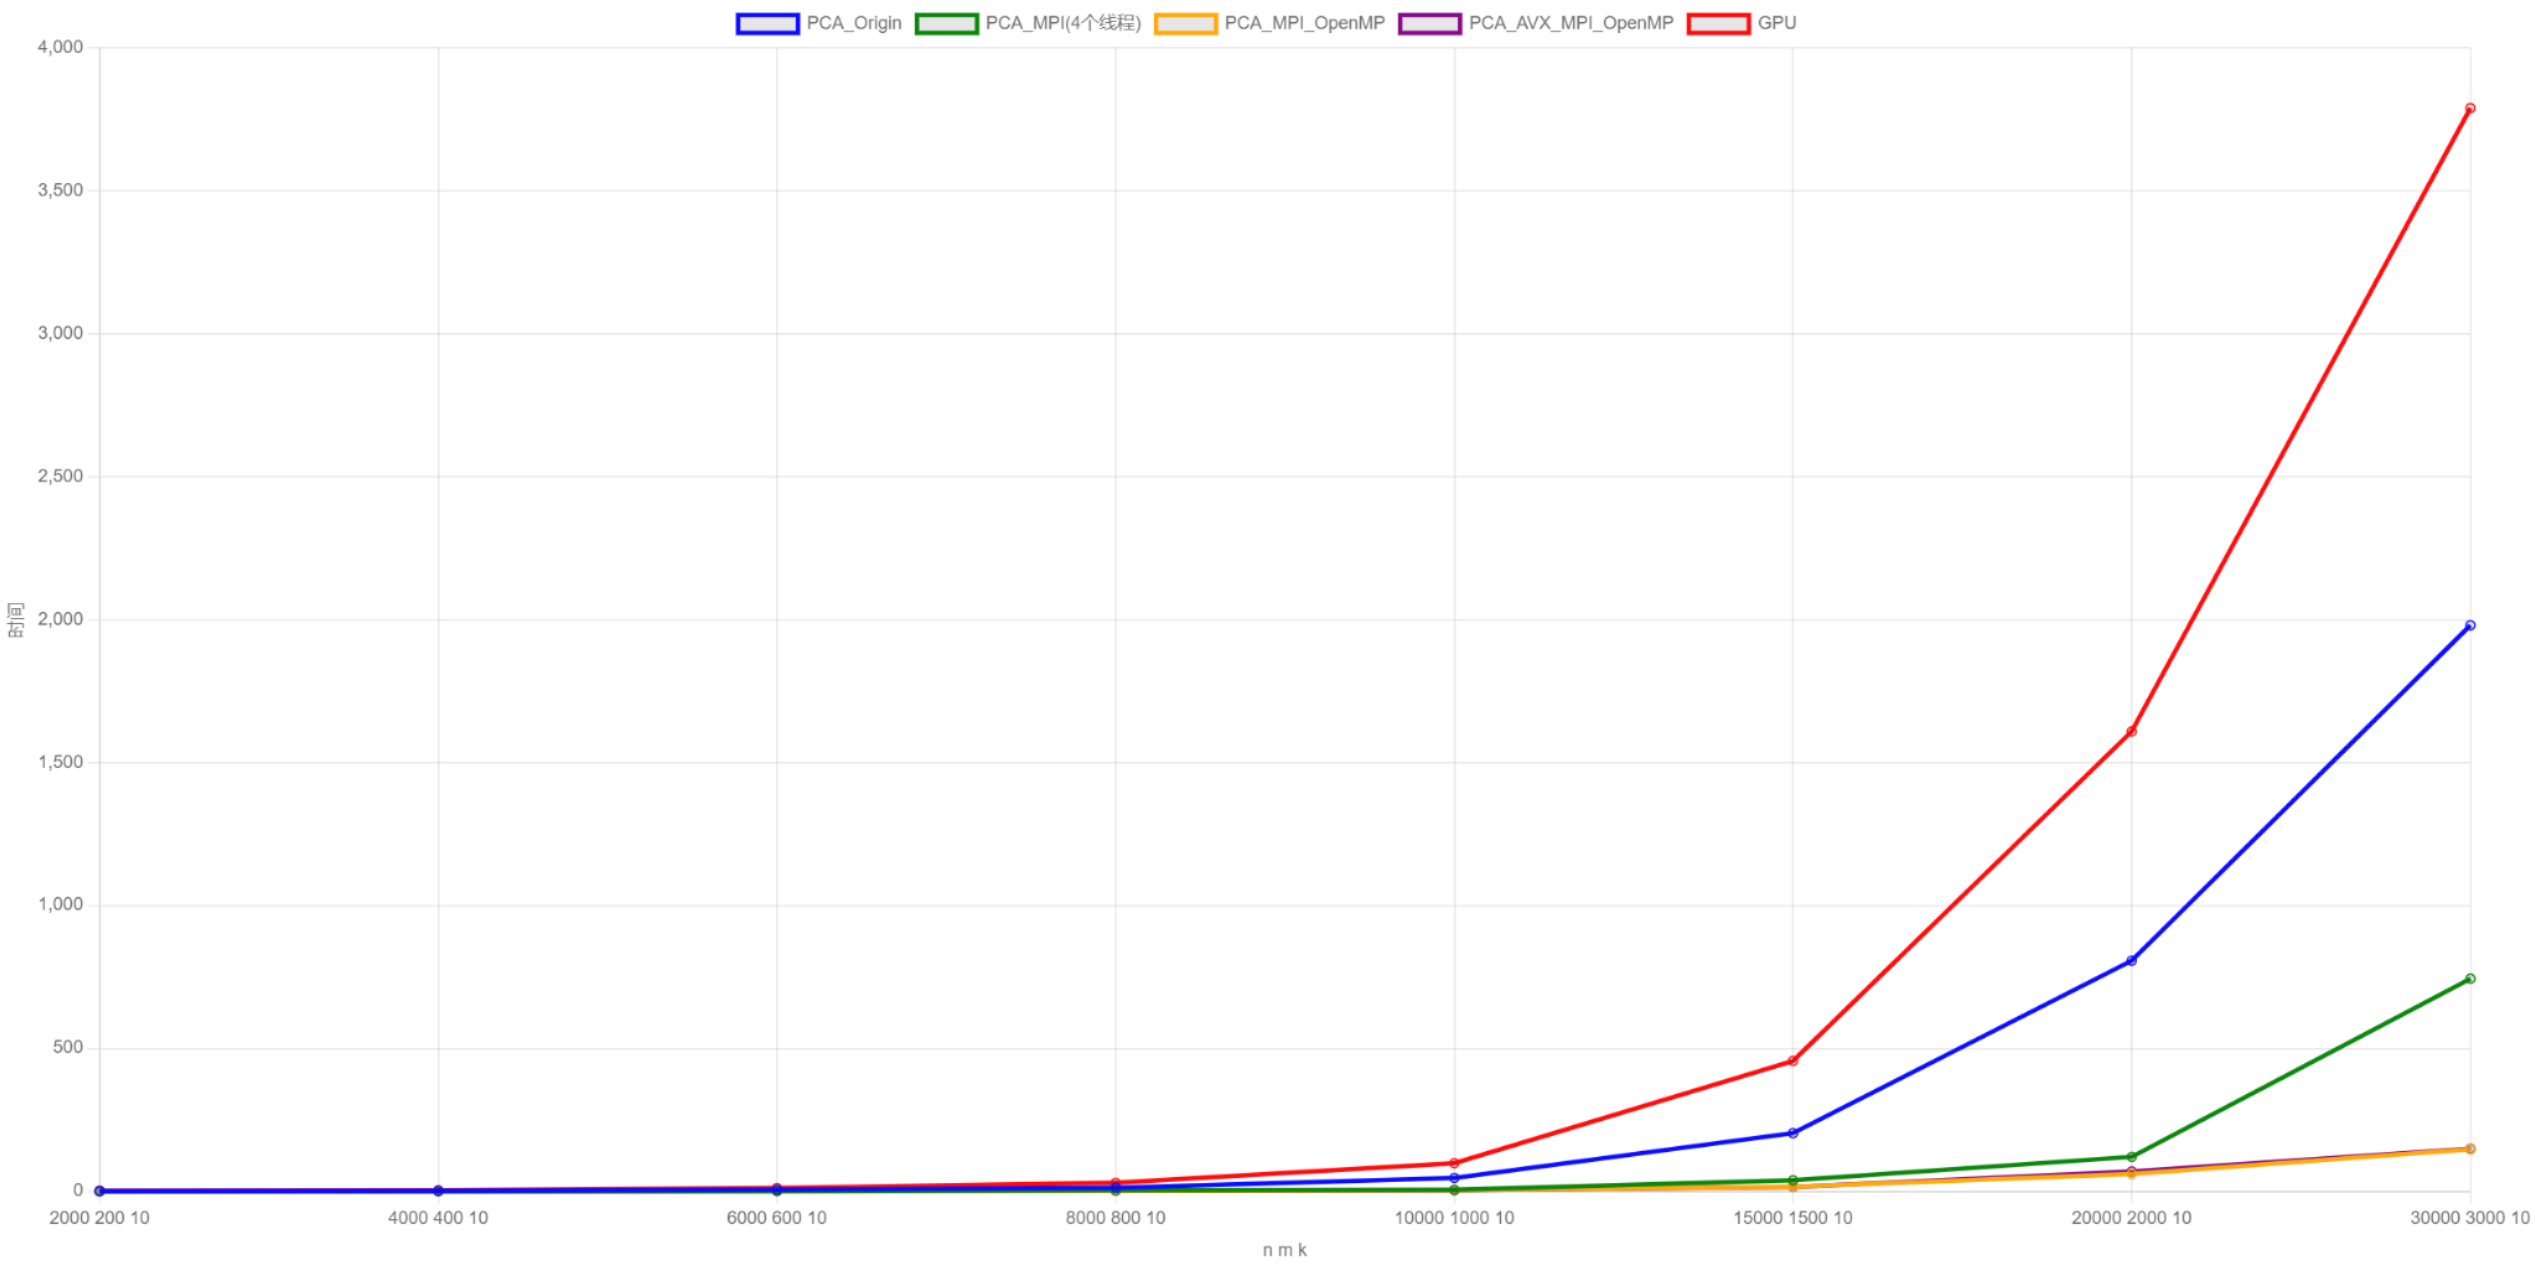 PCA_Origin PCA_MPI(4个线程) PCA_MPI_OpenMP PCA_AVX_MPI_OpenMP GPU
4,000
3,500
3,000
2,500
2,000
1,500
1,000
500
0
时间
2000 200 10 4000 400 10 6000 600 10 8000 800 10 10000 1000 10 15000 1500 10 20000 2000 10 30000 3000 10
n m k